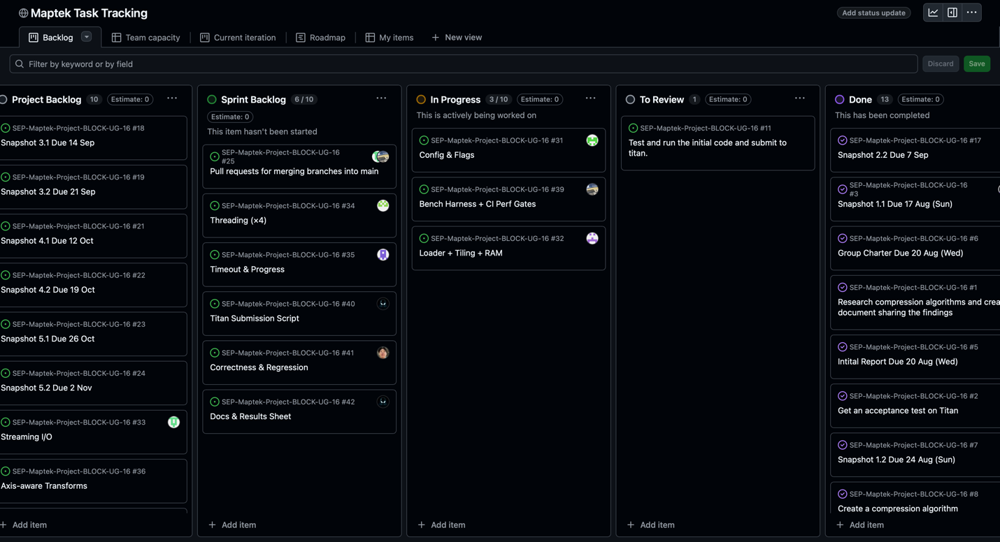 Maptek Task Tracking
Add status update
Backlog
Team capacity
Current iteration
Roadmap
My items
New view
Filter by keyword or by field
Discard
Save
Project Backlog 10 Estimate: 0
SEP-Maptek-Project-BLOCK-UG-16 #18
Snapshot 3.1 Due 14 Sep
SEP-Maptek-Project-BLOCK-UG-16 #19
Snapshot 3.2 Due 21 Sep
SEP-Maptek-Project-BLOCK-UG-16 #21
Snapshot 4.1 Due 12 Oct
SEP-Maptek-Project-BLOCK-UG-16 #22
Snapshot 4.2 Due 19 Oct
SEP-Maptek-Project-BLOCK-UG-16 #23
Snapshot 5.1 Due 26 Oct
SEP-Maptek-Project-BLOCK-UG-16 #24
Snapshot 5.2 Due 2 Nov
SEP-Maptek-Project-BLOCK-UG-16 #33
Streaming I/O
SEP-Maptek-Project-BLOCK-UG-16 #36
Axis-aware Transforms
Add item
Sprint Backlog 6 / 10
Estimate: 0
This item hasn't been started
SEP-Maptek-Project-BLOCK-UG-16
#25
Pull requests for merging branches into main
SEP-Maptek-Project-BLOCK-UG-16 #34
Threading (×4)
SEP-Maptek-Project-BLOCK-UG-16 #35
Timeout & Progress
SEP-Maptek-Project-BLOCK-UG-16 #40
Titan Submission Script
SEP-Maptek-Project-BLOCK-UG-16 #41
Correctness & Regression
SEP-Maptek-Project-BLOCK-UG-16 #42
Docs & Results Sheet
Add item
In Progress 3 / 10 Estimate: 0
This is actively being worked on
SEP-Maptek-Project-BLOCK-UG-16 #31
Config & Flags
SEP-Maptek-Project-BLOCK-UG-16 #39
Bench Harness + CI Perf Gates
SEP-Maptek-Project-BLOCK-UG-16 #32
Loader + Tiling + RAM
Add item
To Review 1 Estimate: 0
SEP-Maptek-Project-BLOCK-UG-16 #11
Test and run the initial code and submit to
titan.
Add item
Done 13 Estimate: 0
This has been completed
SEP-Maptek-Project-BLOCK-UG-16 #17
Snapshot 2.2 Due 7 Sep
SEP-Maptek-Project-BLOCK-UG-16
#3
Snapshot 1.1 Due 17 Aug (Sun)
SEP-Maptek-Project-BLOCK-UG-16 #6
Group Charter Due 20 Aug (Wed)
SEP-Maptek-Project-BLOCK-UG-16 #1
Research compression algorithms and crea
document sharing the findings
SEP-Maptek-Project-BLOCK-UG-16 #5
Intital Report Due 20 Aug (Wed)
SEP-Maptek-Project-BLOCK-UG-16 #2
Get an acceptance test on Titan
SEP-Maptek-Project-BLOCK-UG-16 #7
Snapshot 1.2 Due 24 Aug (Sun)
SEP-Maptek-Project-BLOCK-UG-16 #8
Create a compression algorithm
Add item